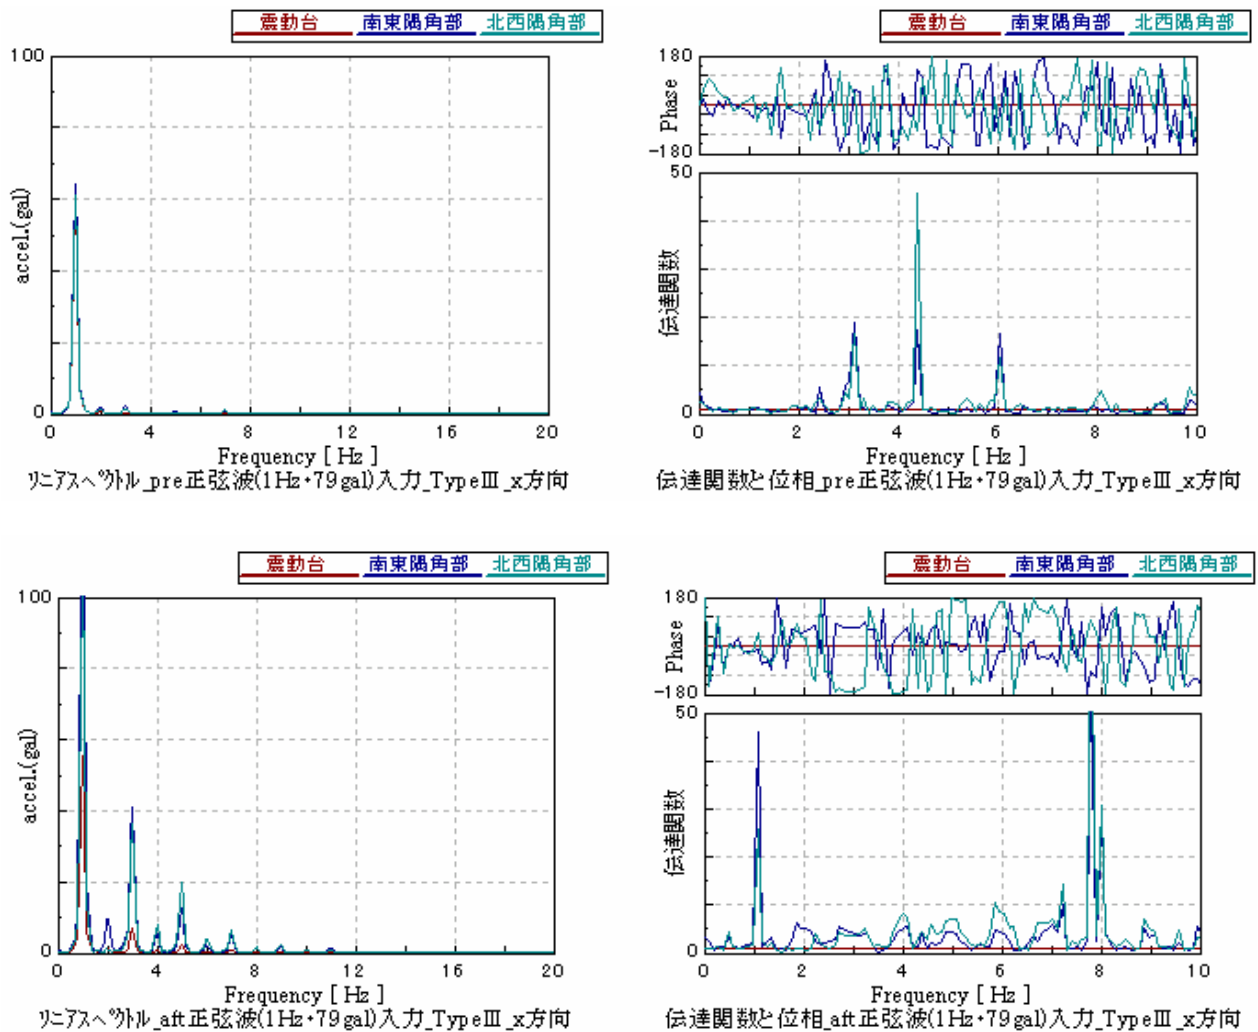 震動台 南東隅角部 北西隅角部
100
accel.(gal)
0
0 4 8 12 16 20
Frequency [ Hz ]
リニアスペクトル_pre正弦波(1Hz・79gal)入力_TypeⅢ_x方向
震動台 南東隅角部 北西隅角部
180
Phase
-180
50
伝達関数
0
0 2 4 6 8 10
Frequency [ Hz ]
伝達関数と位相_pre正弦波(1Hz・79gal)入力_TypeⅢ_x方向
震動台 南東隅角部 北西隅角部
100
accel.(gal)
0
0 4 8 12 16 20
Frequency [ Hz ]
リニアスペクトル_aft正弦波(1Hz・79gal)入力_TypeⅢ_x方向
震動台 南東隅角部 北西隅角部
180
Phase
-180
50
伝達関数
0
0 2 4 6 8 10
Frequency [ Hz ]
伝達関数と位相_aft正弦波(1Hz・79gal)入力_TypeⅢ_x方向